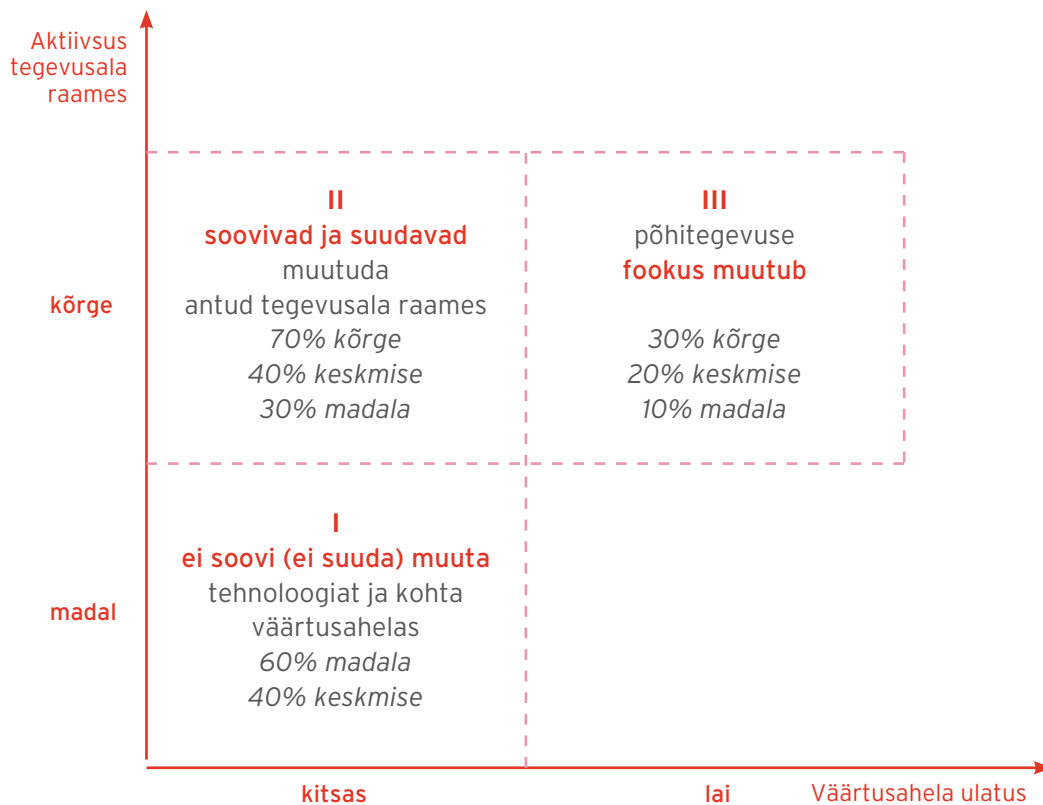 Aktiivsus
tegevusala
raames
II
soovivad ja suudavad
muutuda
antud tegevusala raames
70% kõrge
40% keskmise
30% madala
III
põhitegevuse
fookus muutub
30% kõrge
20% keskmise
10% madala
kõrge
I
ei soovi (ei suuda) muuta
tehnoloogiat ja kohta
väärtusahelas
60% madala
40% keskmise
madal
kitsas
lai
Väärtusahela ulatus